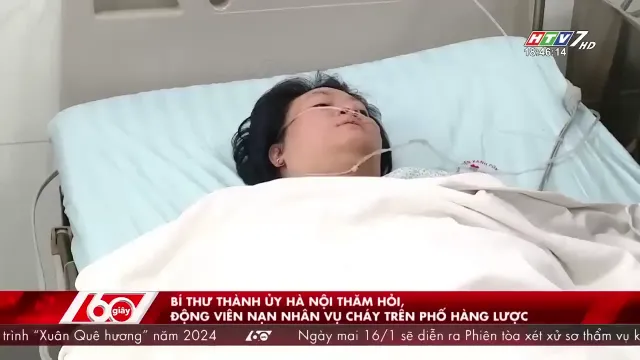 HTV7 HD
18:46:14
60 giây
BÍ THƯ THÀNH ỦY HÀ NỘI THĂM HỎI,
ĐỘNG VIÊN NẠN NHÂN VỤ CHÁY TRÊN PHỐ HÀNG LƯỢC
trình “Xuân Quê hương” năm 2024 Ngày mai 16/1 sẽ diễn ra Phiên tòa xét xử sơ thẩm vụ k